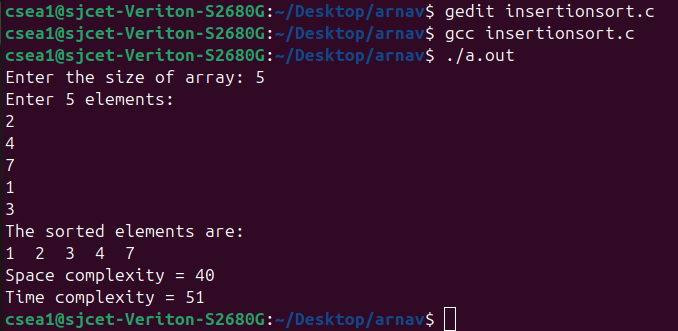 csea1@sjcet-Veriton-S2680G:~/Desktop/arnav$ gedit insertionsort.c
csea1@sjcet-Veriton-S2680G:~/Desktop/arnav$ gcc insertionsort.c
csea1@sjcet-Veriton-S2680G:~/Desktop/arnav$ ./a.out
Enter the size of array: 5
Enter 5 elements:
2
4
7
1
3
The sorted elements are:
1  2  3  4  7
Space complexity = 40
Time complexity = 51
csea1@sjcet-Veriton-S2680G:~/Desktop/arnav$